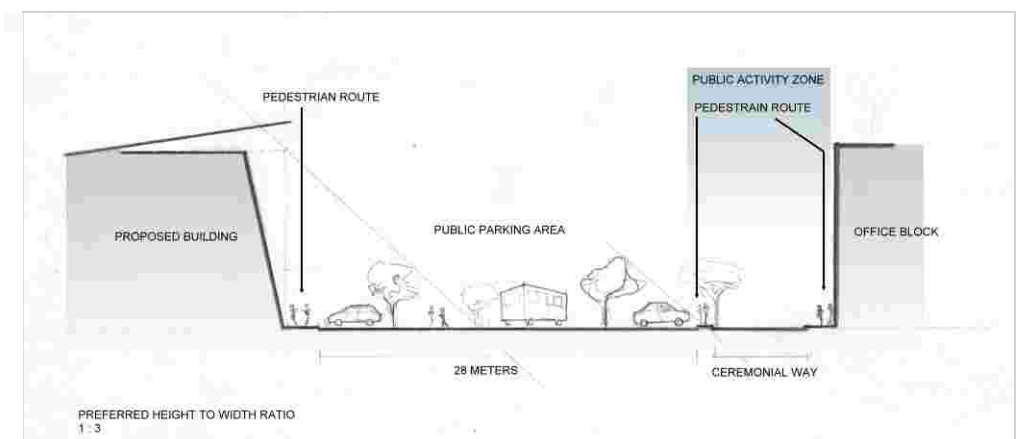 PUBLIC ACTIVITY ZONE
PEDESTRIAN ROUTE
PEDESTRAIN ROUTE
PROPOSED BUILDING
PUBLIC PARKING AREA
OFFICE BLOCK
28 METERS
CEREMONIAL WAY
PREFERRED HEIGHT TO WIDTH RATIO
1 : 3